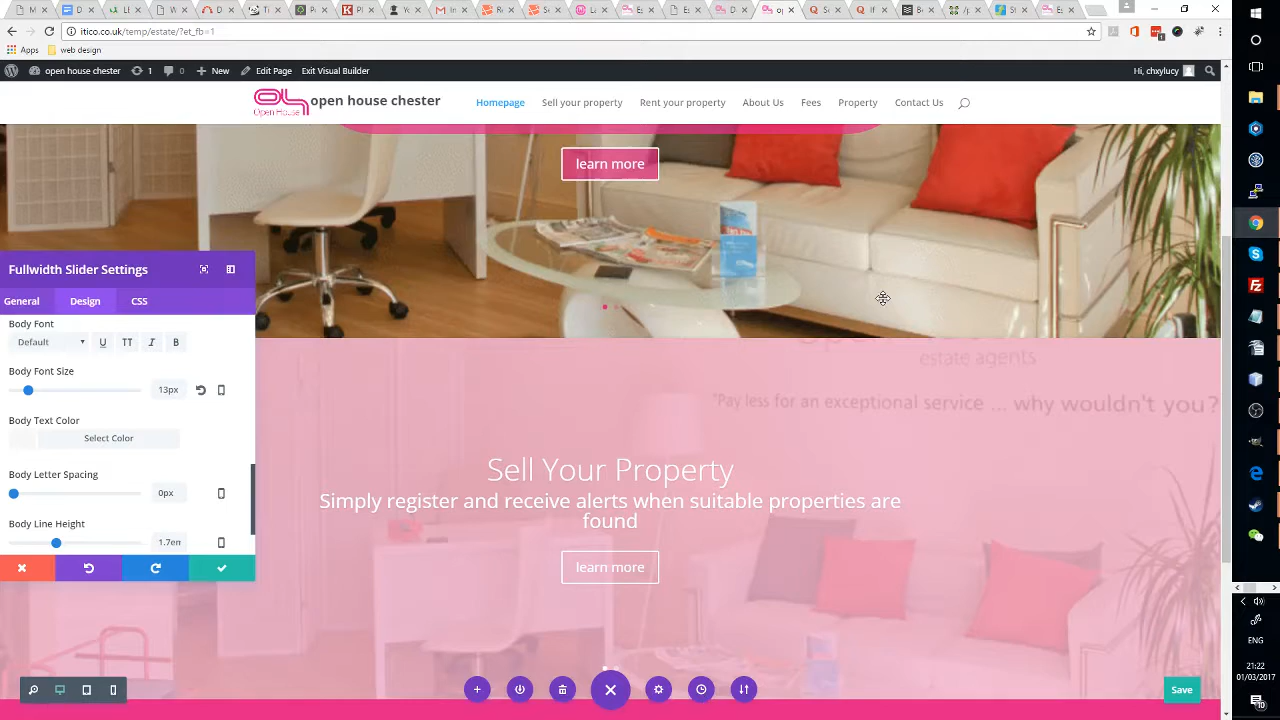 itico.co.uk/temp/estate/?et_fb=1
Apps
web design
open house chester
1
0
New
Edit Page
Exit Visual Builder
Hi, chxylucy
Open House
open house chester
Homepage
Sell your property
Rent your property
About Us
Fees
Property
Contact Us
learn more
Fullwidth Slider Settings
General
Design
CSS
Body Font
Default
U
TT
I
B
Body Font Size
13px
Body Text Color
Select Color
Body Letter Spacing
0px
Body Line Height
1.7em
estate agents
"Pay less for an exceptional service ... why wouldn't you?
Sell Your Property
Simply register and receive alerts when suitable properties are
found
learn more
Save
ENG
21:22
01/03/2017